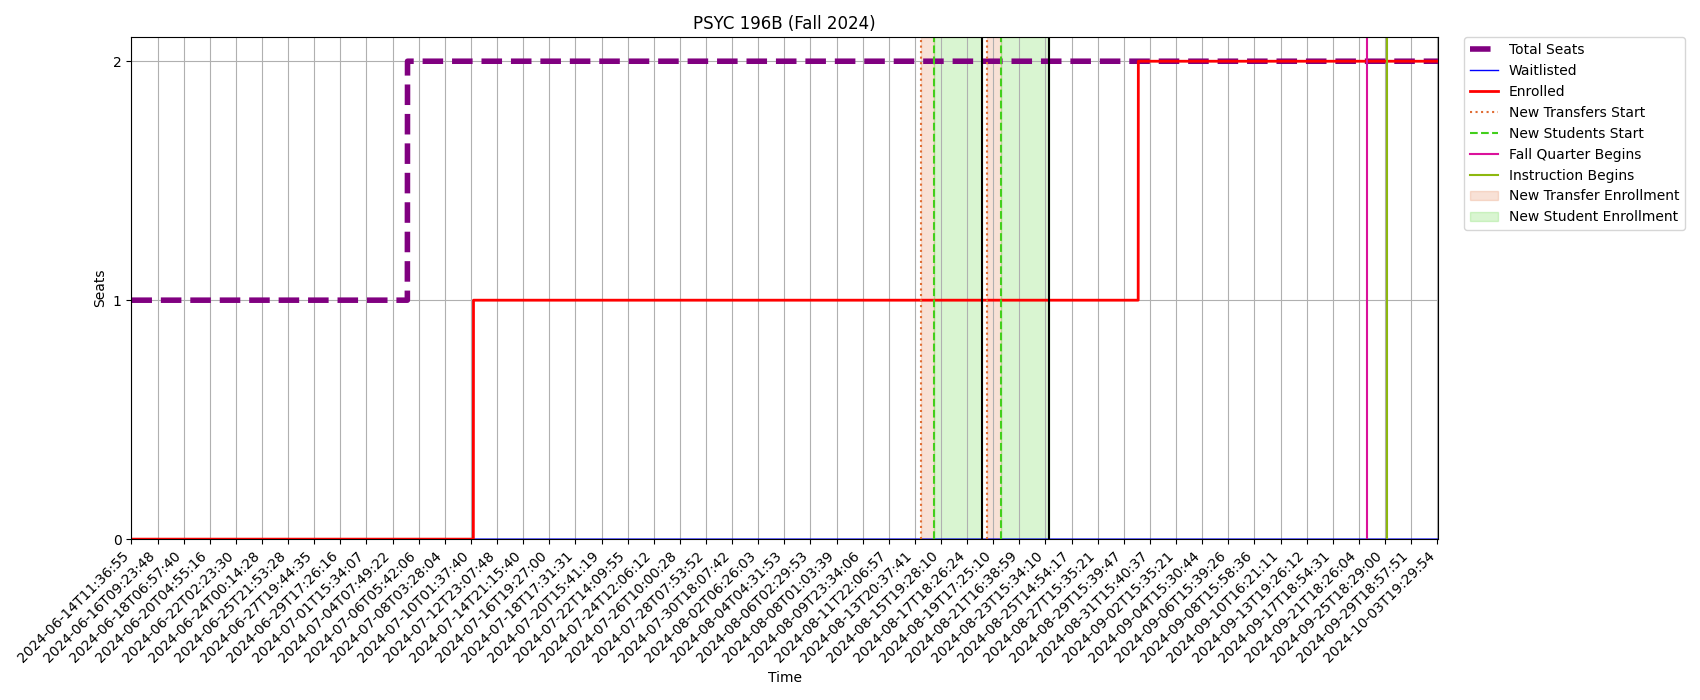 PSYC 196B (Fall 2024)
2
1
0
Seats
2024-06-14T11:36:55
2024-06-16T09:23:48
2024-06-18T06:57:40
2024-06-20T04:55:16
2024-06-22T02:23:30
2024-06-24T00:14:28
2024-06-25T21:53:28
2024-06-27T19:44:35
2024-06-29T17:26:16
2024-07-01T15:34:07
2024-07-04T07:49:22
2024-07-06T05:42:06
2024-07-08T03:28:04
2024-07-10T01:37:40
2024-07-12T23:07:48
2024-07-14T21:15:40
2024-07-16T19:27:00
2024-07-18T17:31:31
2024-07-20T15:41:19
2024-07-22T14:09:55
2024-07-24T12:06:12
2024-07-26T10:00:28
2024-07-28T07:53:52
2024-07-30T18:07:42
2024-08-02T06:26:03
2024-08-04T04:31:53
2024-08-06T02:29:53
2024-08-08T01:03:39
2024-08-09T23:34:06
2024-08-11T22:06:57
2024-08-13T20:37:41
2024-08-15T19:28:10
2024-08-17T18:26:24
2024-08-19T17:25:10
2024-08-21T16:38:59
2024-08-23T15:34:10
2024-08-25T14:54:17
2024-08-27T15:35:21
2024-08-29T15:39:47
2024-08-31T15:40:37
2024-09-02T15:35:21
2024-09-04T15:30:44
2024-09-06T15:39:26
2024-09-08T15:58:36
2024-09-10T16:21:11
2024-09-13T19:26:12
2024-09-17T18:54:31
2024-09-21T18:26:04
2024-09-25T18:29:00
2024-09-29T18:57:51
2024-10-03T19:29:54
Time
Total Seats
Waitlisted
Enrolled
New Transfers Start
New Students Start
Fall Quarter Begins
Instruction Begins
New Transfer Enrollment
New Student Enrollment